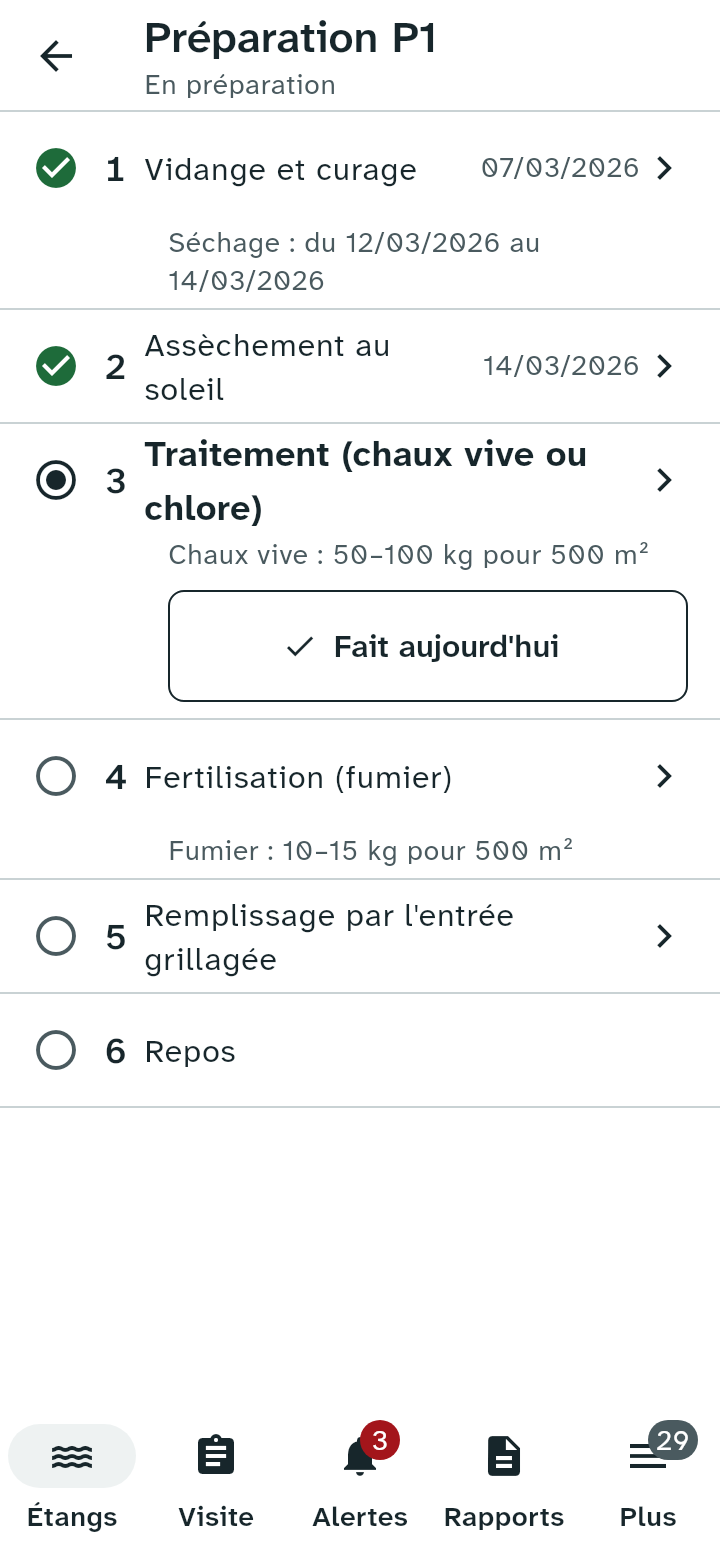 Préparation P1
En préparation
1 Vidange et curage 07/03/2026
Séchage : du 12/03/2026 au
14/03/2026
2 Assèchement au
soleil 14/03/2026
3 Traitement (chaux vive ou
chlore)
Chaux vive : 50–100 kg pour 500 m²
Fait aujourd'hui
4 Fertilisation (fumier)
Fumier : 10–15 kg pour 500 m²
5 Remplissage par l'entrée
grillagée
6 Repos
3 29
Étangs Visite Alertes Rapports Plus